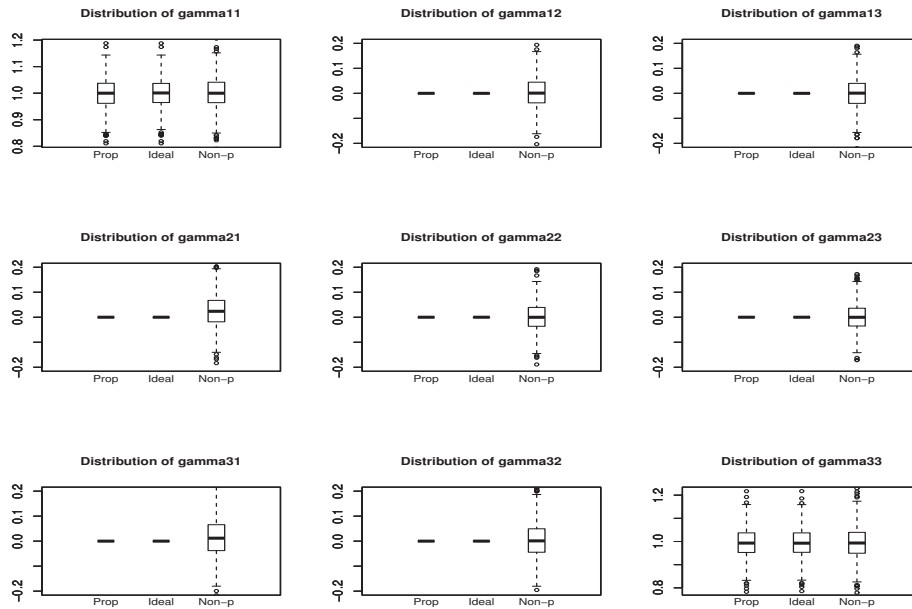 Distribution of gamma11
1.2
1.1
1.0
0.9
0.8
Prop Ideal Non−p
Distribution of gamma12
0.2
0.1
0.0
−0.2
Prop Ideal Non−p
Distribution of gamma13
0.2
0.1
0.0
−0.2
Prop Ideal Non−p
Distribution of gamma21
0.2
0.1
0.0
−0.2
Prop Ideal Non−p
Distribution of gamma22
0.2
0.1
0.0
−0.2
Prop Ideal Non−p
Distribution of gamma23
0.2
0.1
0.0
−0.2
Prop Ideal Non−p
Distribution of gamma31
0.2
0.1
0.0
−0.2
Prop Ideal Non−p
Distribution of gamma32
0.2
0.1
0.0
−0.2
Prop Ideal Non−p
Distribution of gamma33
1.2
1.0
0.8
Prop Ideal Non−p